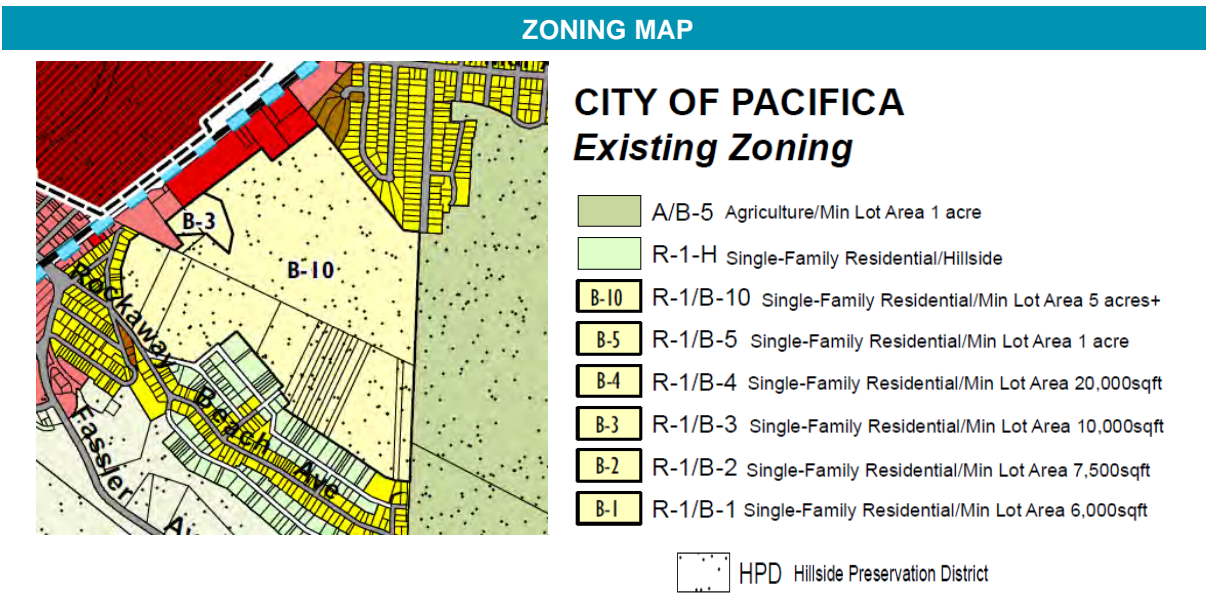 ZONING MAP
B-3
B-10
Rockaway
Beach
Ave
Fassler
Av
CITY OF PACIFICA
Existing Zoning
A/B-5 Agriculture/Min Lot Area 1 acre
R-1-H Single-Family Residential/Hillside
B-10 R-1/B-10 Single-Family Residential/Min Lot Area 5 acres+
B-5 R-1/B-5 Single-Family Residential/Min Lot Area 1 acre
B-4 R-1/B-4 Single-Family Residential/Min Lot Area 20,000sqft
B-3 R-1/B-3 Single-Family Residential/Min Lot Area 10,000sqft
B-2 R-1/B-2 Single-Family Residential/Min Lot Area 7,500sqft
B-1 R-1/B-1 Single-Family Residential/Min Lot Area 6,000sqft
HPD Hillside Preservation District